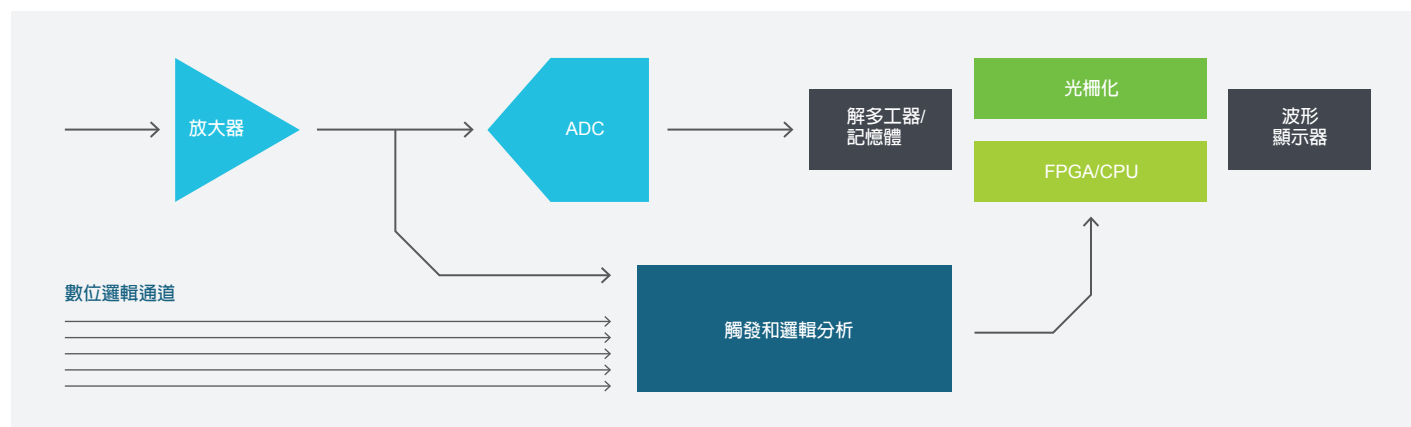 放大器
ADC
解多工器/
記憶體
光柵化
FPGA/CPU
波形
顯示器
數位邏輯通道
觸發和邏輯分析